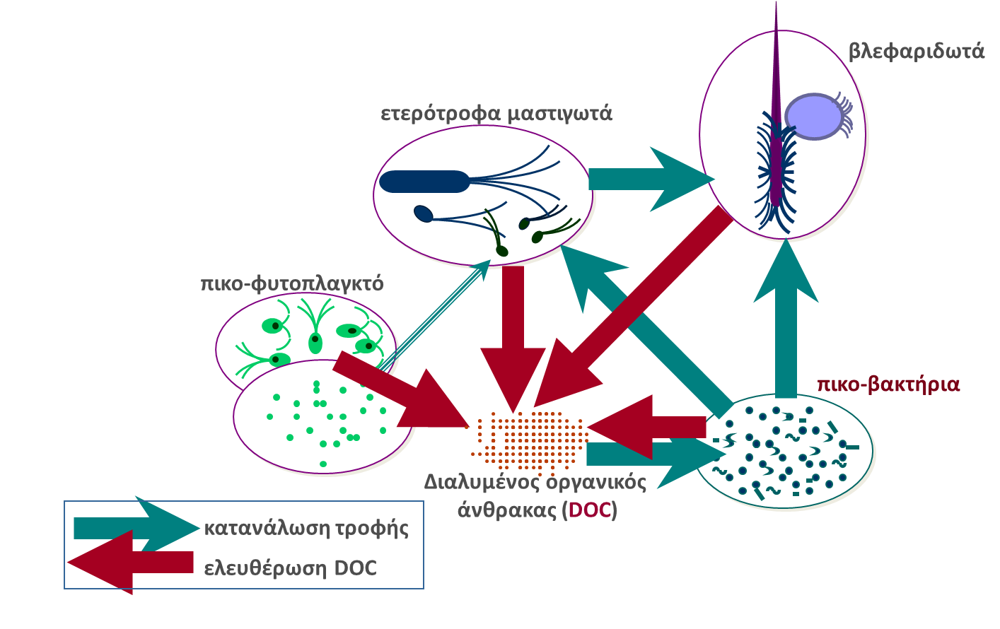 βλεφαριδωτά
ετερότροφα μαστιγωτά
πικο-φυτοπλαγκτό
πικο-βακτήρια
Διαλυμένος οργανικός
άνθρακας (DOC)
κατανάλωση τροφής
ελευθέρωση DOC